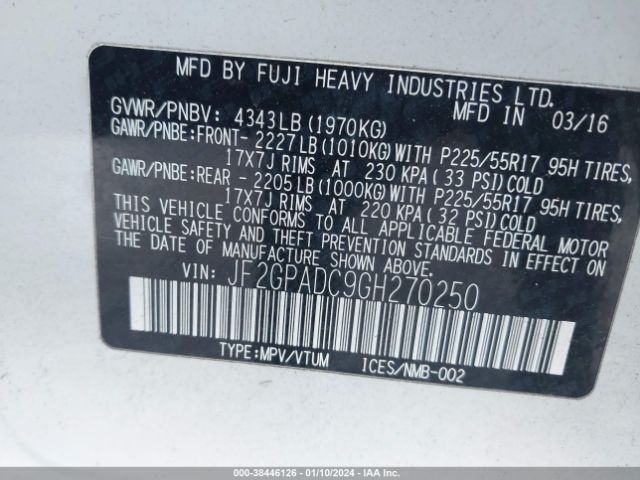 MFD BY FUJI HEAVY INDUSTRIES LTD.
GVWR/PNBV: 4343LB (1970KG) MFD IN 03/16
GAWR/PNBE:FRONT- 2227LB (1010KG) WITH P225/55R17 95H TIRES,
17X7J RIMS AT 230 KPA (33 PSI) COLD
GAWR/PNBE:REAR - 2205LB (1000KG) WITH P225/55R17 95H TIRES,
17X7J RIMS AT 220 KPA (32 PSI) COLD
THIS VEHICLE CONFORMS TO ALL APPLICABLE FEDERAL MOTOR
VEHICLE SAFETY AND THEFT PREVENTION STANDARDS IN EFFECT ON
THE DATE OF MANUFACTURE SHOWN ABOVE.
VIN: JF2GPADC9GH270250
TYPE:MPV/VTUM ICES/NMB-002
000-38446126 - 01/10/2024 - IAAI.COM